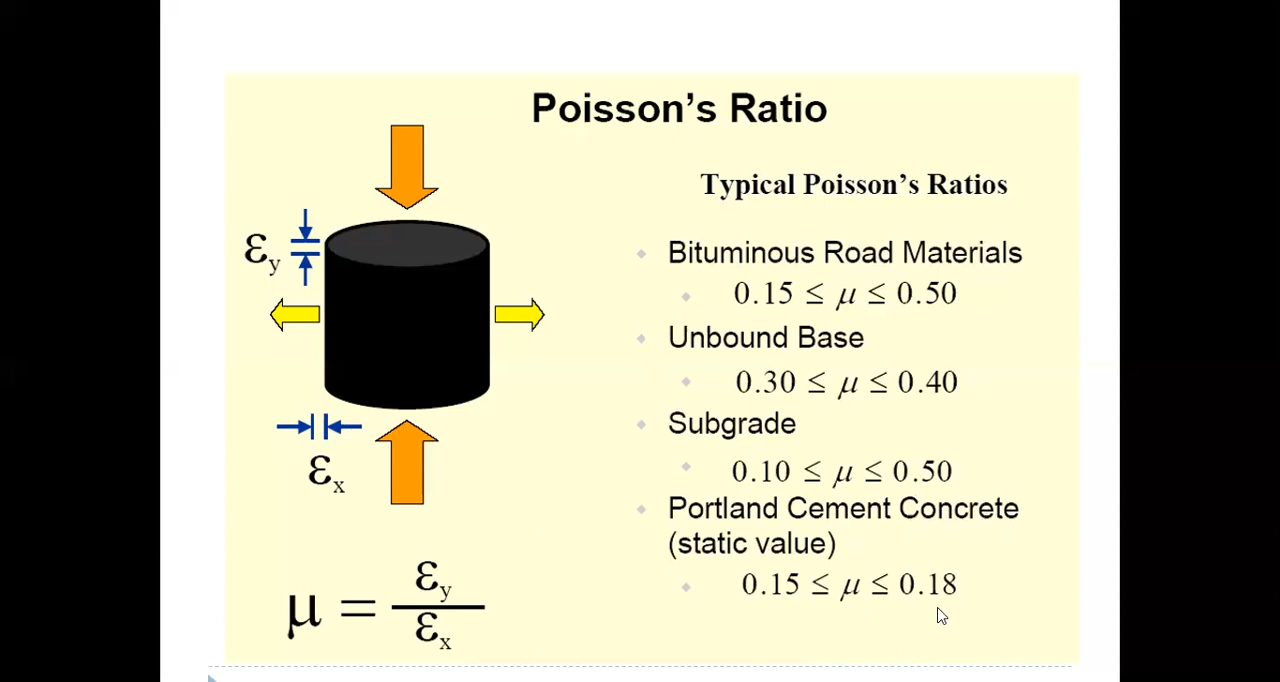 Poisson's Ratio
Typical Poisson's Ratios
Bituminous Road Materials
0.15 ≤ μ ≤ 0.50
Unbound Base
0.30 ≤ μ ≤ 0.40
Subgrade
0.10 ≤ μ ≤ 0.50
Portland Cement Concrete
(static value)
0.15 ≤ μ ≤ 0.18
εy
εx
μ = εy / εx